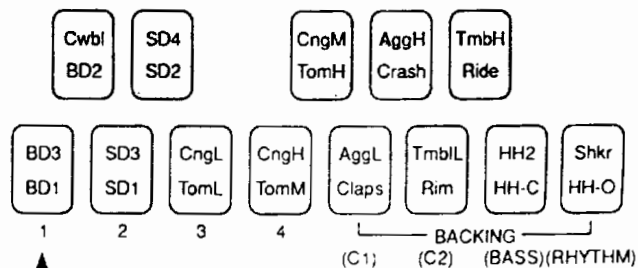 Cwbl SD4 CngM AggH TmbH
BD2 SD2 TomH Crash Ride
BD3 SD3 CngL CngH AggL TmblL HH2 Shkr
BD1 SD1 TomL TomM Claps Rim HH-C HH-O
1 2 3 4 BACKING
(C1) (C2) (BASS) (RHYTHM)